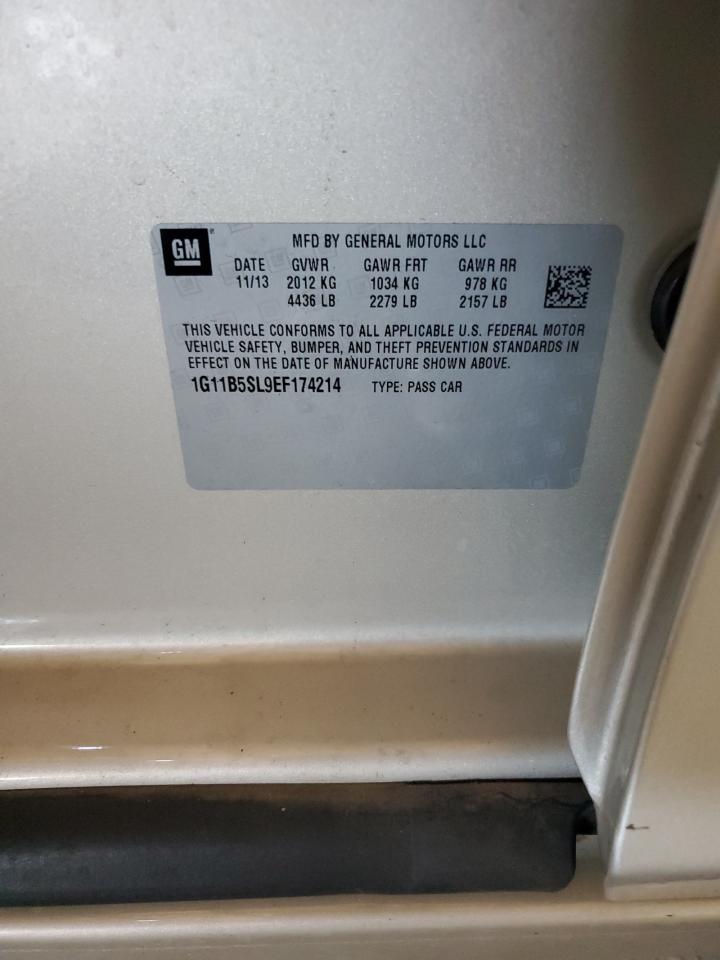 GM
MFD BY GENERAL MOTORS LLC
DATE GVWR GAWR FRT GAWR RR
11/13 2012 KG 1034 KG 978 KG
4436 LB 2279 LB 2157 LB
THIS VEHICLE CONFORMS TO ALL APPLICABLE U.S. FEDERAL MOTOR
VEHICLE SAFETY, BUMPER, AND THEFT PREVENTION STANDARDS IN
EFFECT ON THE DATE OF MANUFACTURE SHOWN ABOVE.
1G11B5SL9EF174214 TYPE: PASS CAR